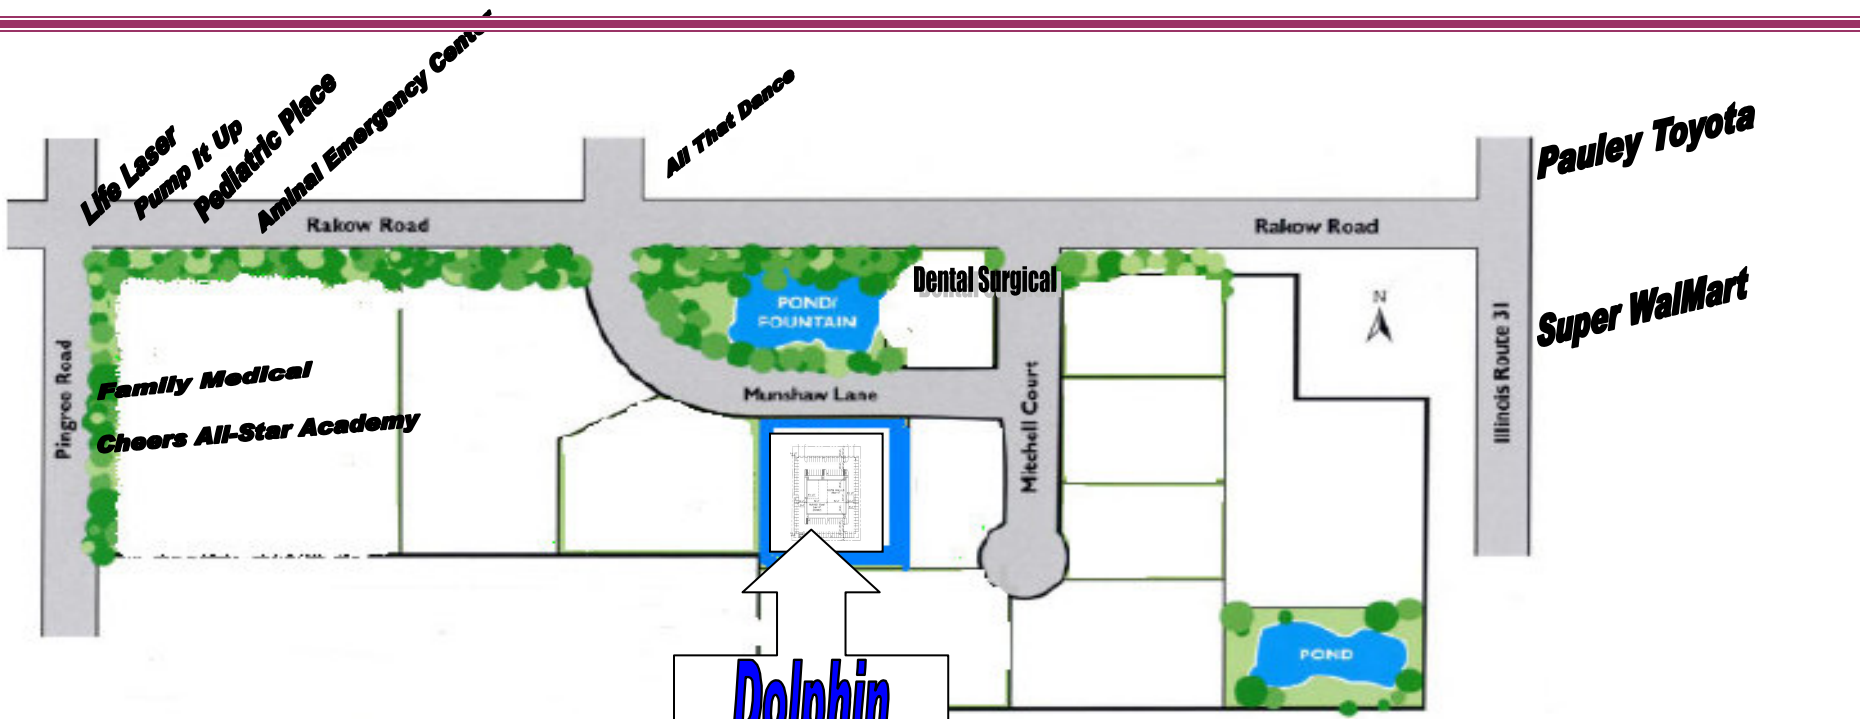 Life Laser
Pump It Up
Pediatric Place
Aminal Emergency Center
All That Dance
Pauley Toyota
Rakow Road
Rakow Road
Dental Surgical
POND/
FOUNTAIN
N
Super WalMart
Pingree Road
Family Medical
Munshaw Lane
Mitchell Court
Illinois Route 31
Cheers All-Star Academy
POND
Dolphin